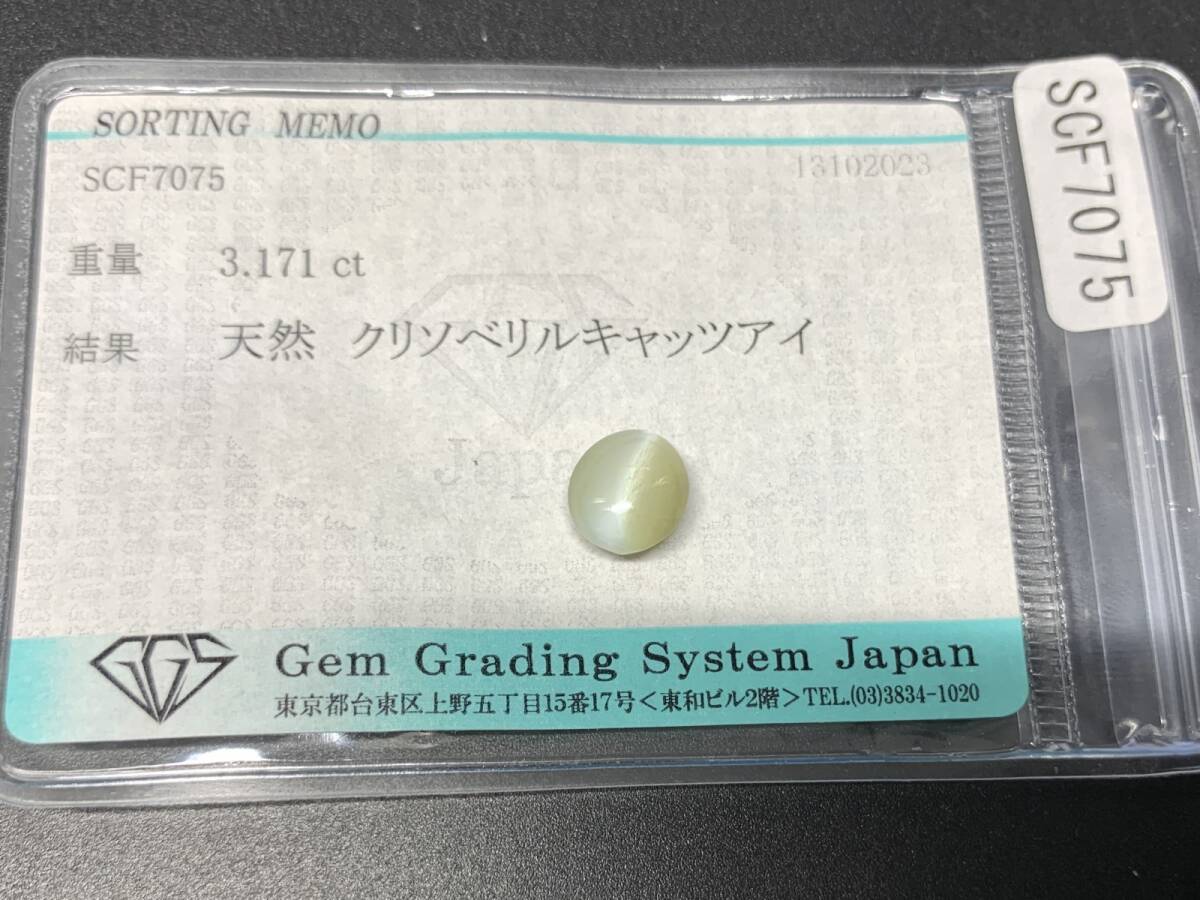 SORTING MEMO
SCF7075 13102023
重量 3.171 ct
結果 天然 クリソベリルキャッツアイ
Japa
GGS
Gem Grading System Japan
東京都台東区上野五丁目15番17号<東和ビル2階>TEL.(03)3834-1020
SCF7075